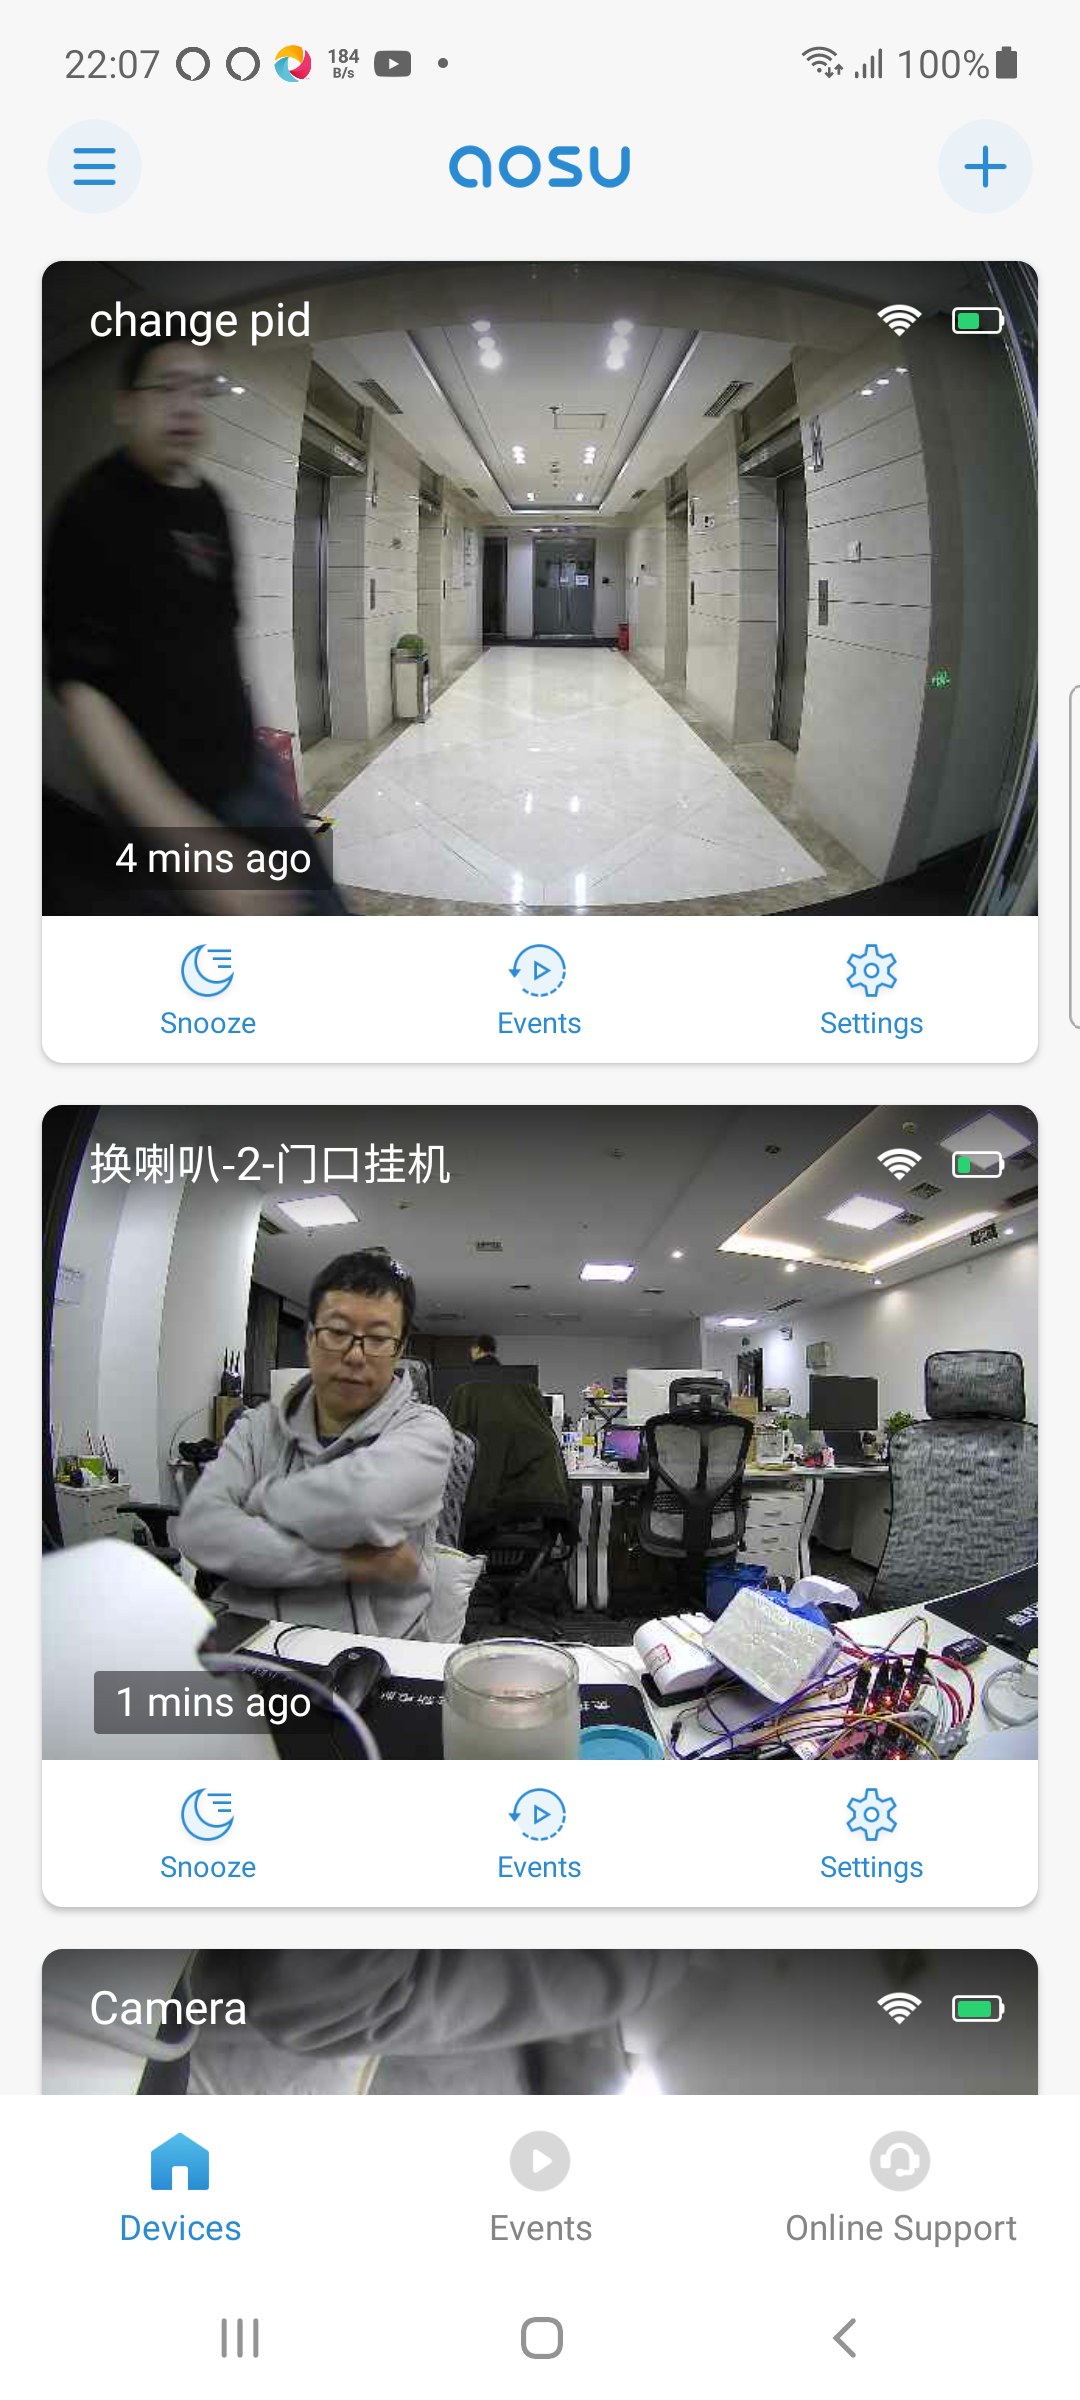 22:07
184
B/s
100%
aosu
change pid
4 mins ago
Snooze
Events
Settings
换喇叭-2-门口挂机
1 mins ago
Snooze
Events
Settings
Camera
Devices
Events
Online Support